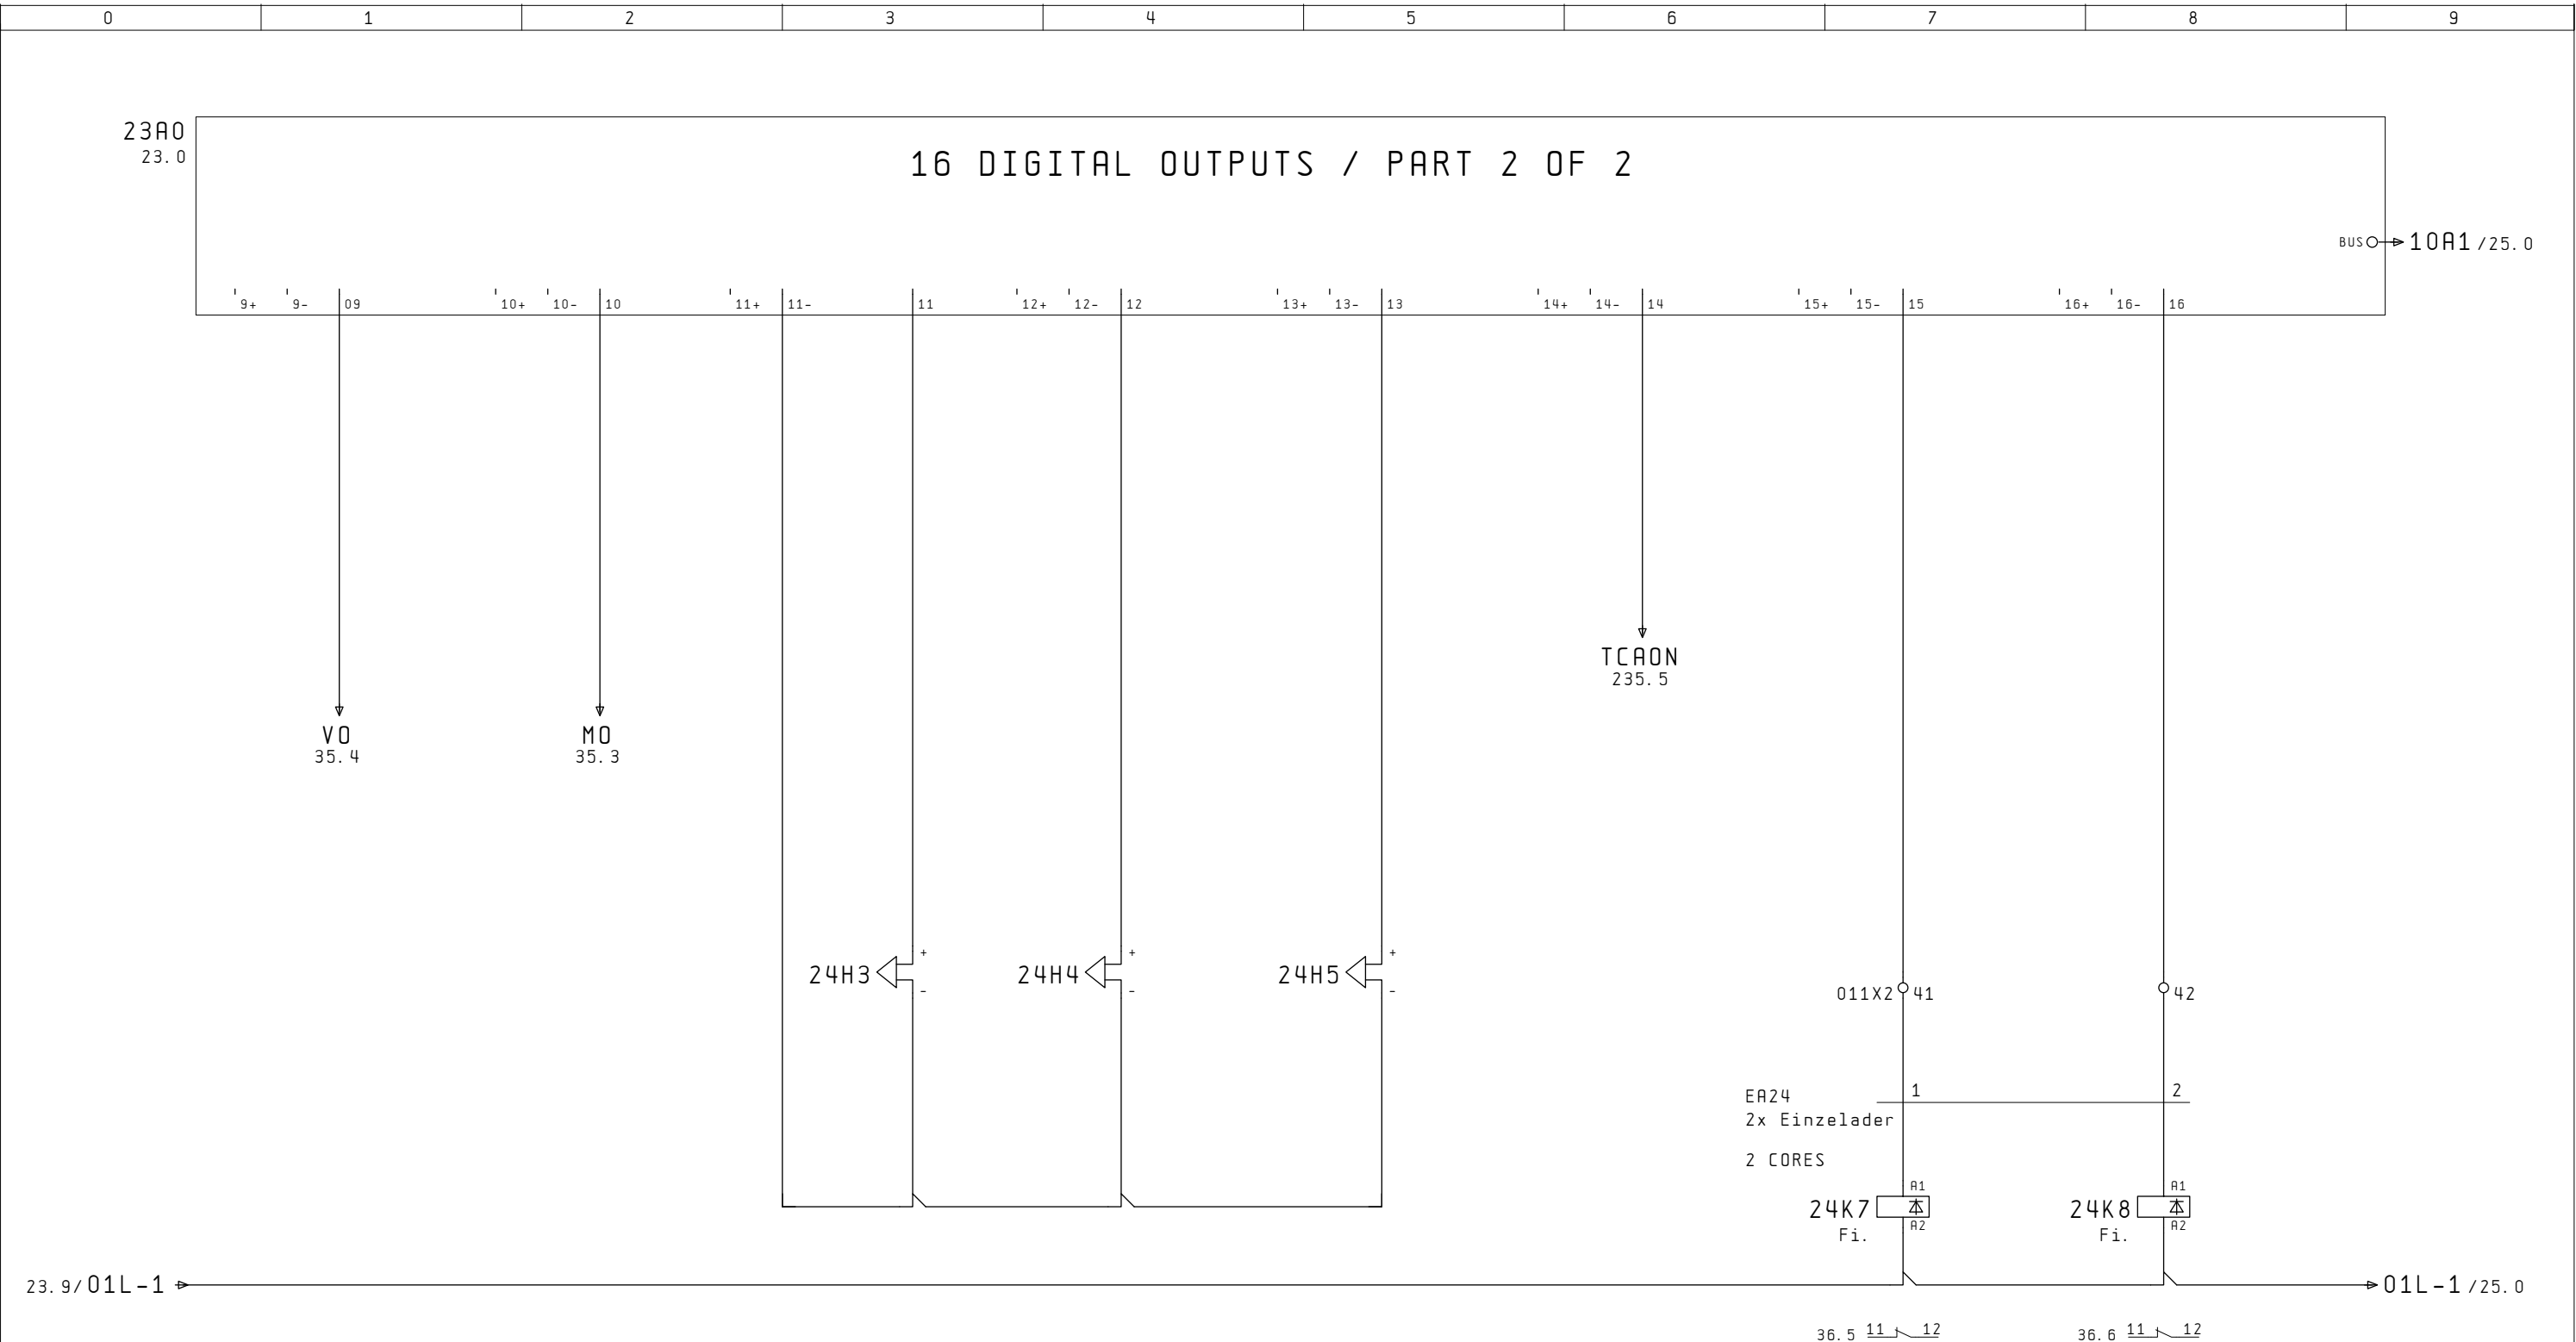 0 1 2 3 4 5 6 7 8 9
23A0
23.0
16 DIGITAL OUTPUTS / PART 2 OF 2
BUS 10A1 /25.0
9+ 9- 09 10+ 10- 10 11+ 11- 11 12+ 12- 12 13+ 13- 13 14+ 14- 14 15+ 15- 15 16+ 16- 16
TCAON
235.5
VO MO
35.4 35.3
+ + +
24H3 24H4 24H5
- - -
011X2 41 42
EA24 1 2
2x Einzelader
2 CORES
A1 A1
24K7 24K8
A2 A2
Fi. Fi.
23.9/01L-1 01L-1 /25.0
36.5 11 12 36.6 11 12